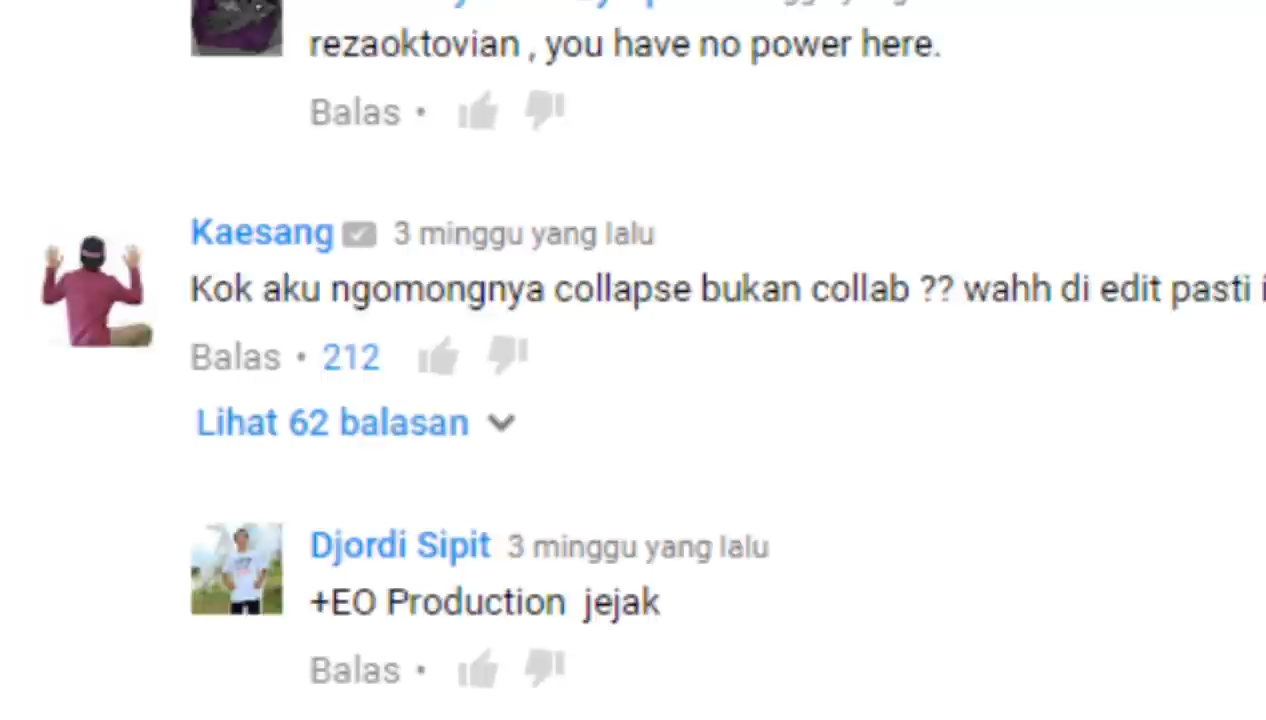 rezaoktovian , you have no power here.
Balas •
Kaesang 3 minggu yang lalu
Kok aku ngomongnya collapse bukan collab ?? wahh di edit pasti
Balas • 212
Lihat 62 balasan
Djordi Sipit 3 minggu yang lalu
+EO Production jejak
Balas •